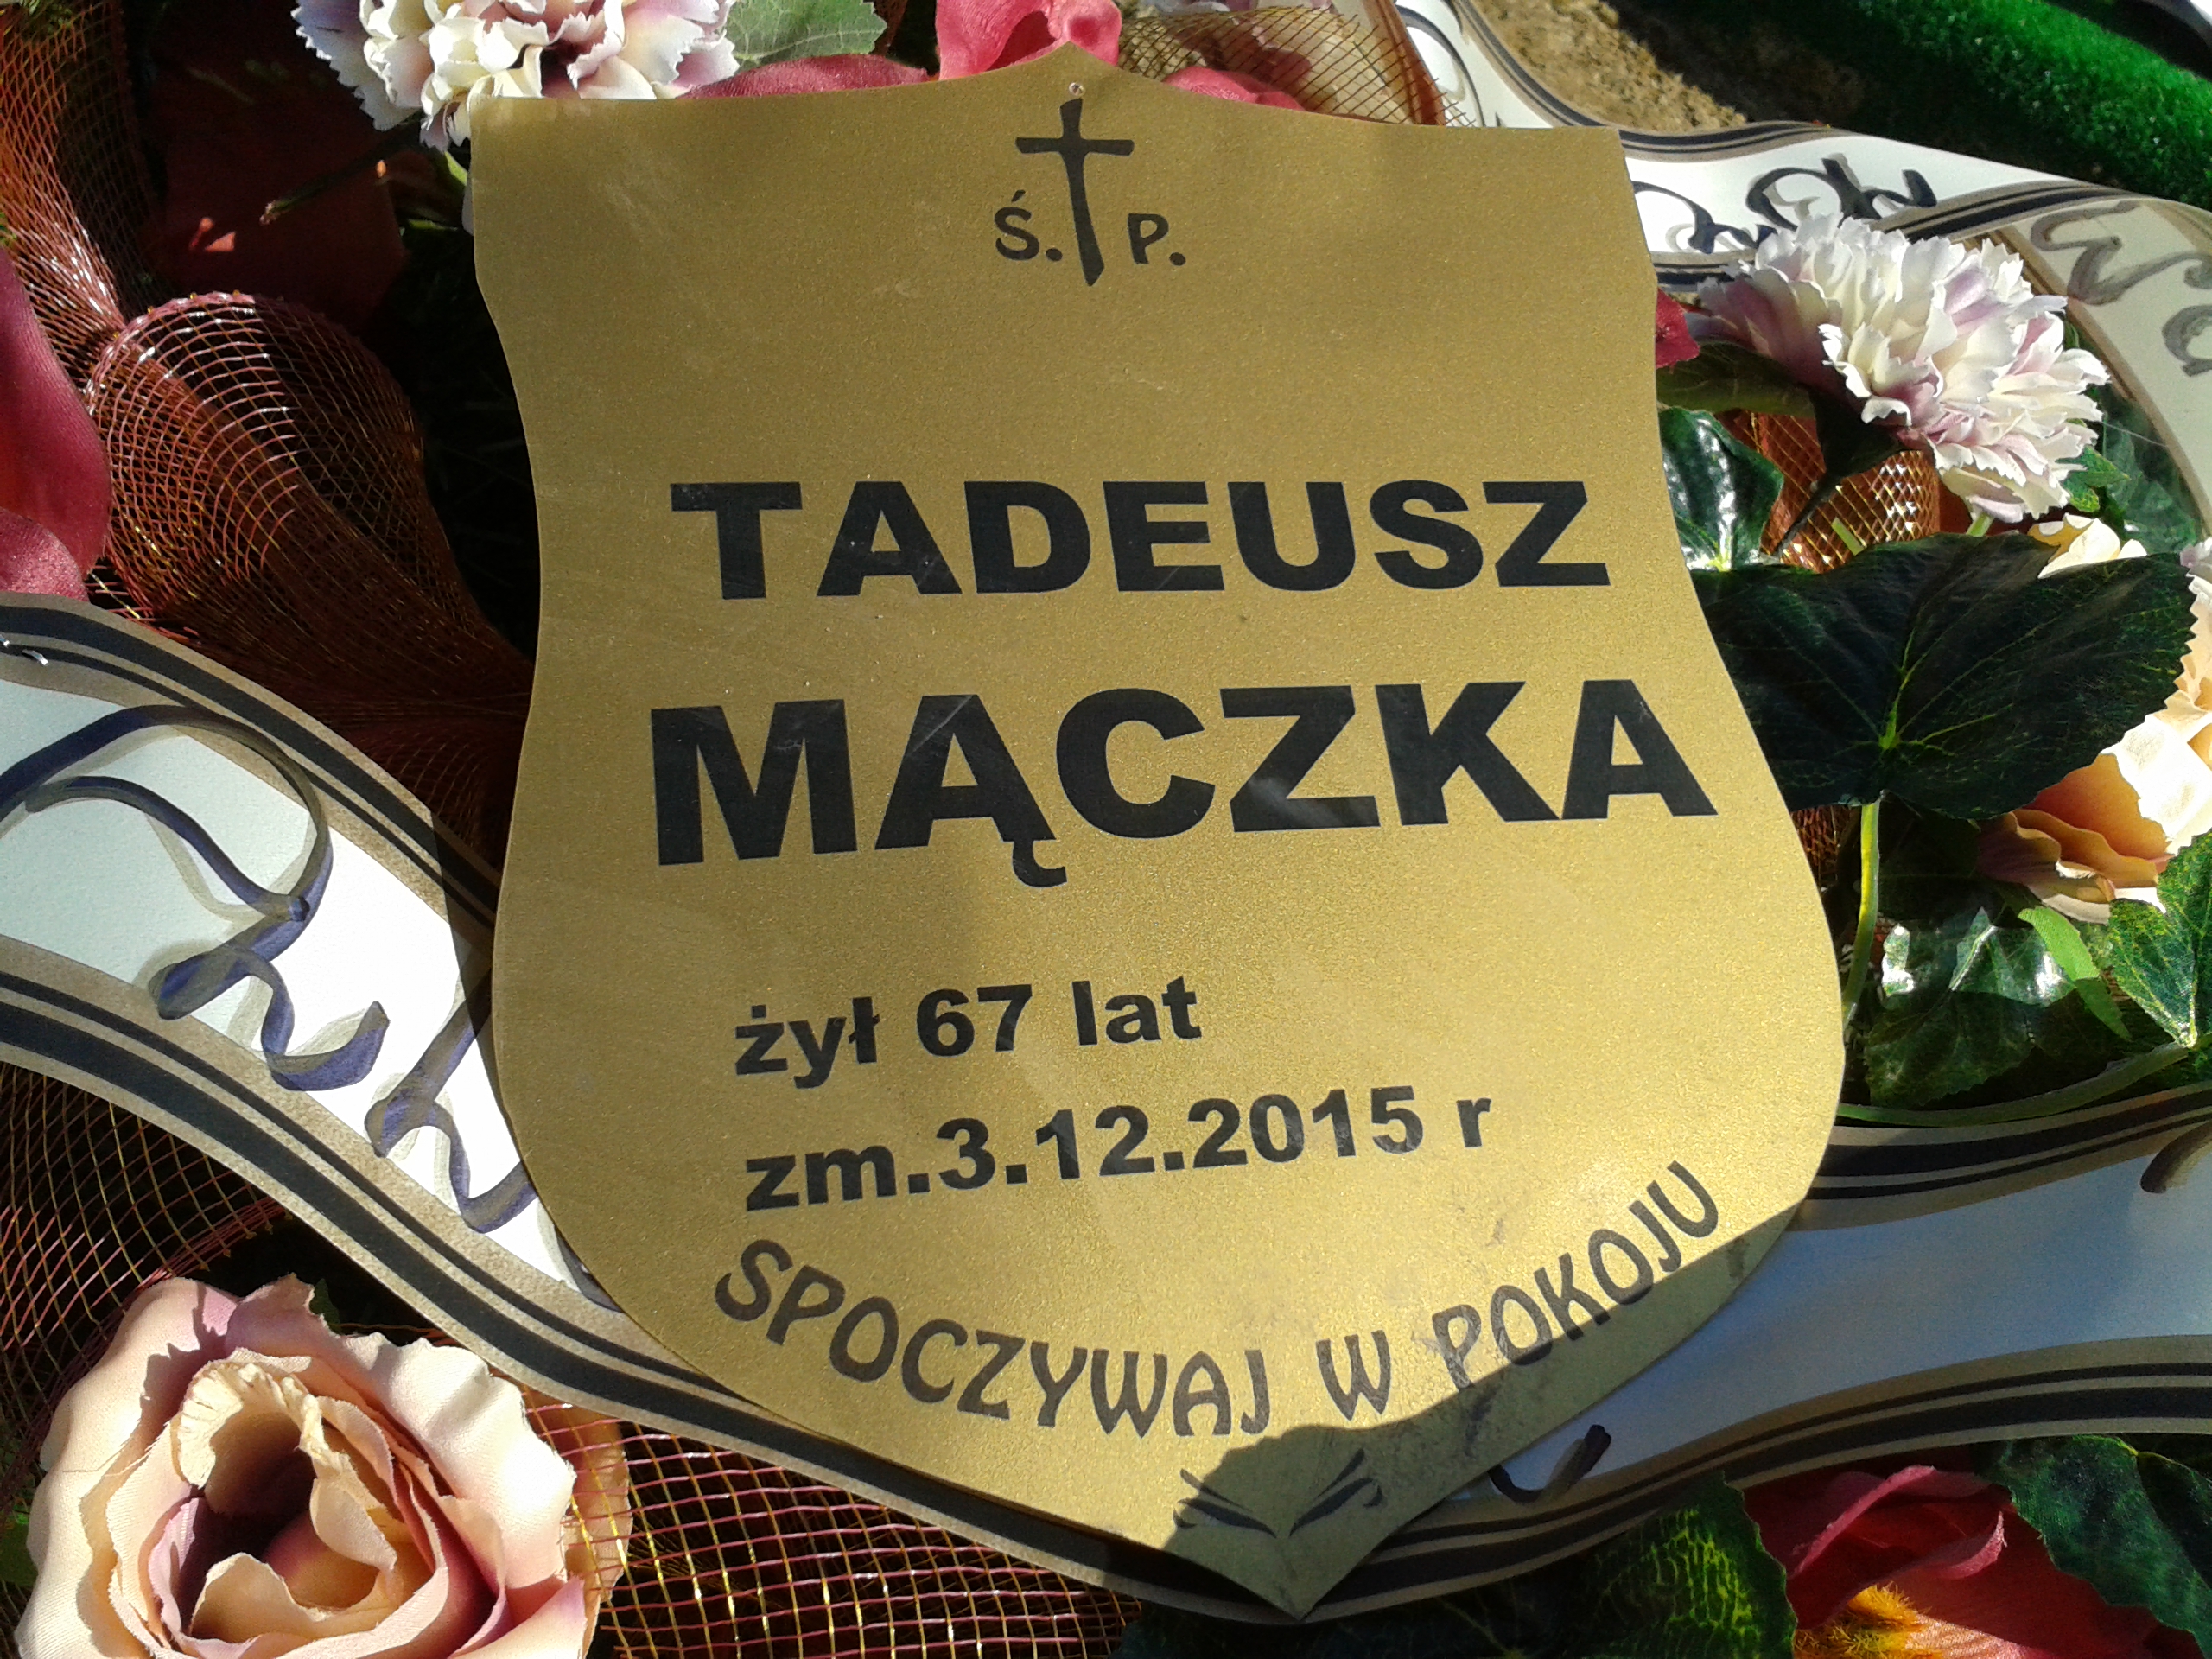 Ś. P.
TADEUSZ
MĄCZKA
żył 67 lat
zm.3.12.2015 r
SPOCZYWAJ W POKOJU